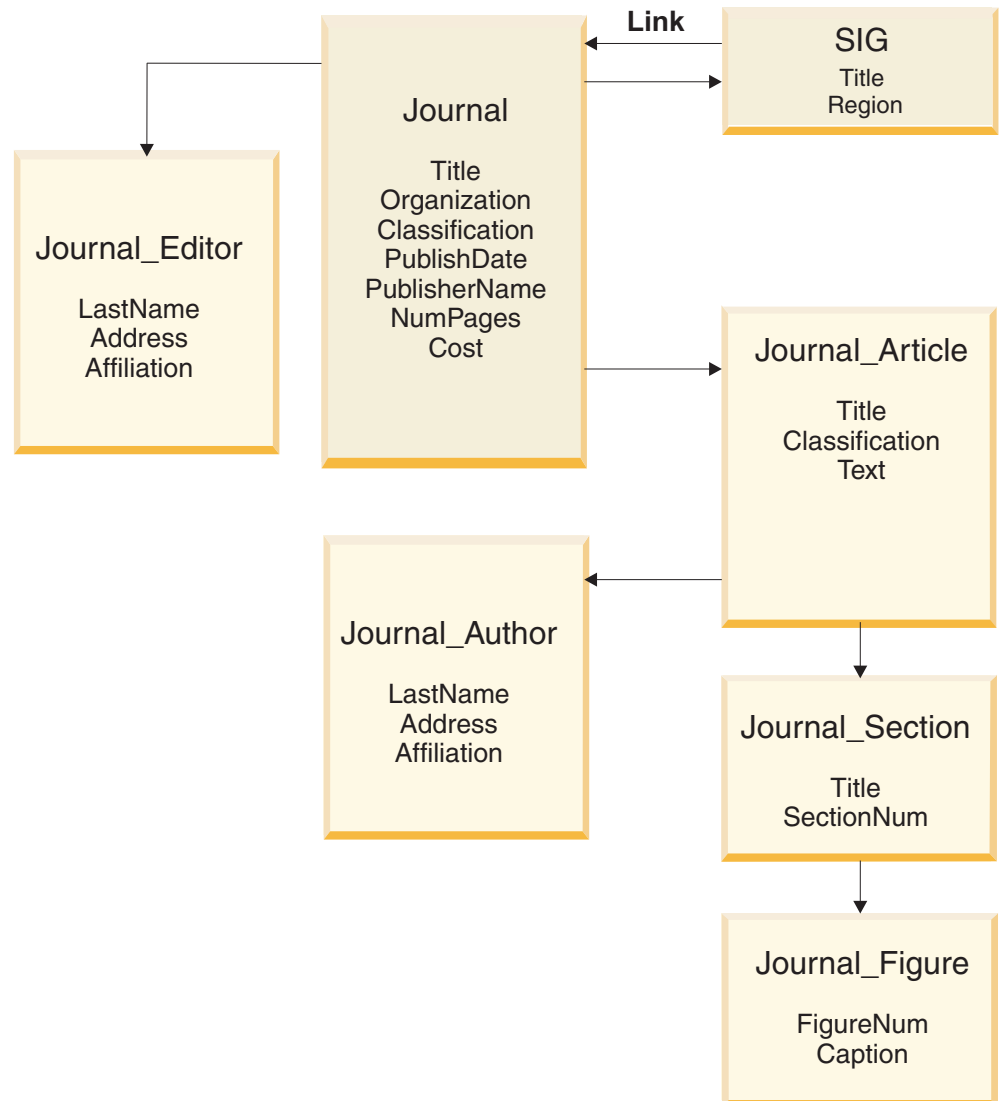 Link
SIG
Title
Region
Journal
Title
Organization
Classification
PublishDate
PublisherName
NumPages
Cost
Journal_Editor
LastName
Address
Affiliation
Journal_Article
Title
Classification
Text
Journal_Author
LastName
Address
Affiliation
Journal_Section
Title
SectionNum
Journal_Figure
FigureNum
Caption